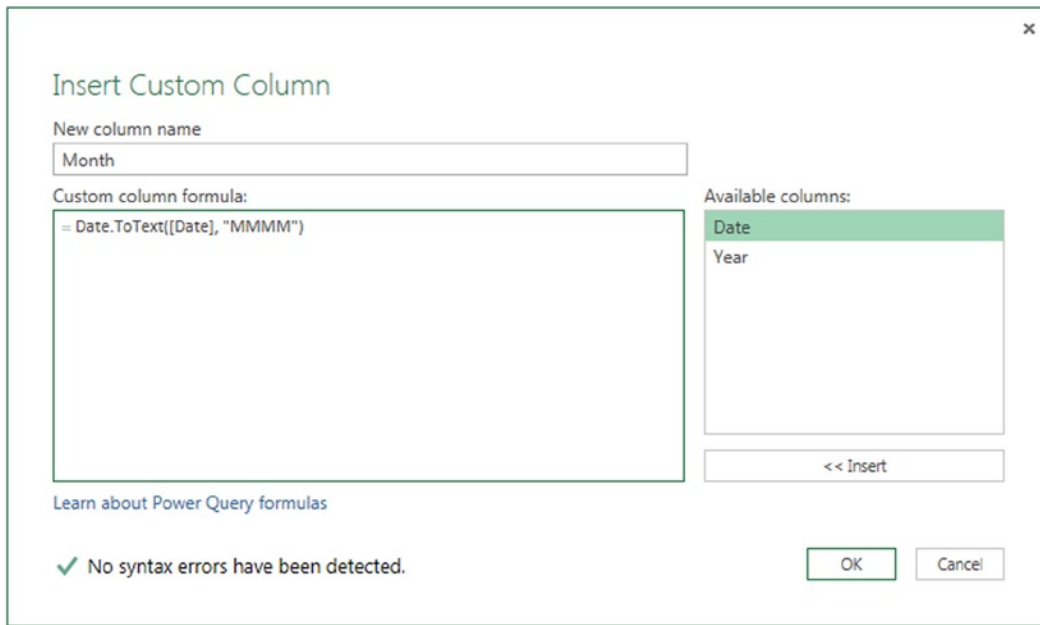 ×
Insert Custom Column
New column name
Month
Custom column formula:
= Date.ToText([Date], "MMMM")
Available columns:
Date
Year
<< Insert
Learn about Power Query formulas
No syntax errors have been detected.
OK
Cancel